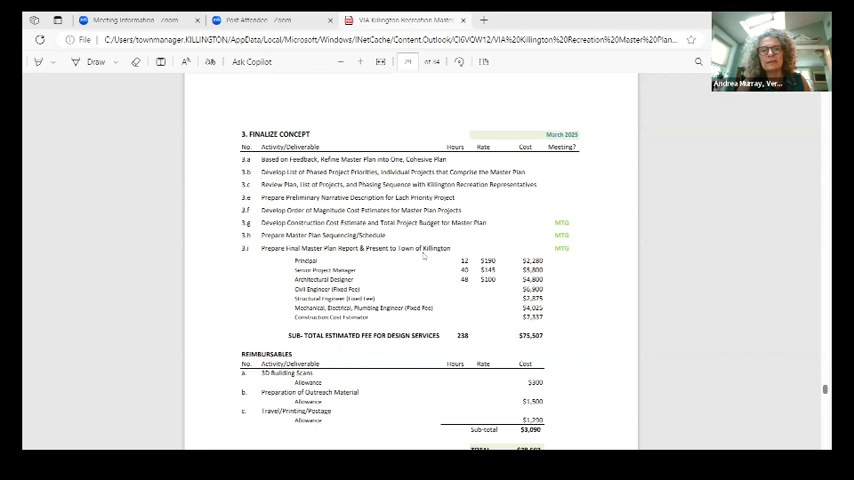 Meeting Information - Zoom
Post Attendee - Zoom
VIA Killington Recreation Master
File
C:/Users/townmanager.KILLINGTON/AppData/Local/Microsoft/Windows/INetCache/Content.Outlook/CI6VQW12/VIA%20Killington%20Recreation%20Master%20Plan...
Draw
Ask Copilot
of 34
Andrea Murray, Ver...
3. FINALIZE CONCEPT March 2025
No. Activity/Deliverable Hours Rate Cost Meeting?
3.a Based on Feedback, Refine Master Plan into One, Cohesive Plan
3.b Develop List of Phased Project Priorities, Individual Projects that Comprise the Master Plan
3.c Review Plan, List of Projects, and Phasing Sequence with Killington Recreation Representatives
3.e Prepare Preliminary Narrative Description for Each Priority Project
3.f Develop Order of Magnitude Cost Estimates for Master Plan Projects
3.g Develop Construction Cost Estimate and Total Project Budget for Master Plan MTG
3.h Prepare Master Plan Sequencing/Schedule MTG
3.i Prepare Final Master Plan Report & Present to Town of Killington MTG
Principal 12 $190 $2,280
Senior Project Manager 40 $145 $5,800
Architectural Designer 48 $100 $4,800
Civil Engineer (Fixed Fee) $6,900
Structural Engineer (Fixed Fee) $2,875
Mechanical, Electrical, Plumbing Engineer (Fixed Fee) $4,025
Construction Cost Estimator $7,337
SUB- TOTAL ESTIMATED FEE FOR DESIGN SERVICES 238 $75,507
REIMBURSABLES
No. Activity/Deliverable Hours Rate Cost
a. 3D Building Scans
Allowance $300
b. Preparation of Outreach Material
Allowance $1,500
c. Travel/Printing/Postage
Allowance $1,290
Sub-total $3,090
TOTAL $78,597